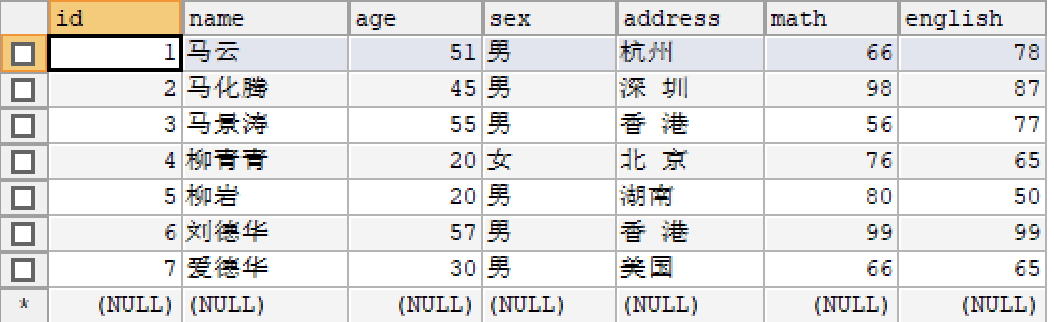 id name age sex address math english
1 马云 51 男 杭州 66 78
2 马化腾 45 男 深 圳 98 87
3 马景涛 55 男 香 港 56 77
4 柳青青 20 女 北 京 76 65
5 柳岩 20 男 湖南 80 50
6 刘德华 57 男 香 港 99 99
7 爱德华 30 男 美国 66 65
* (NULL) (NULL) (NULL) (NULL) (NULL) (NULL) (NULL)